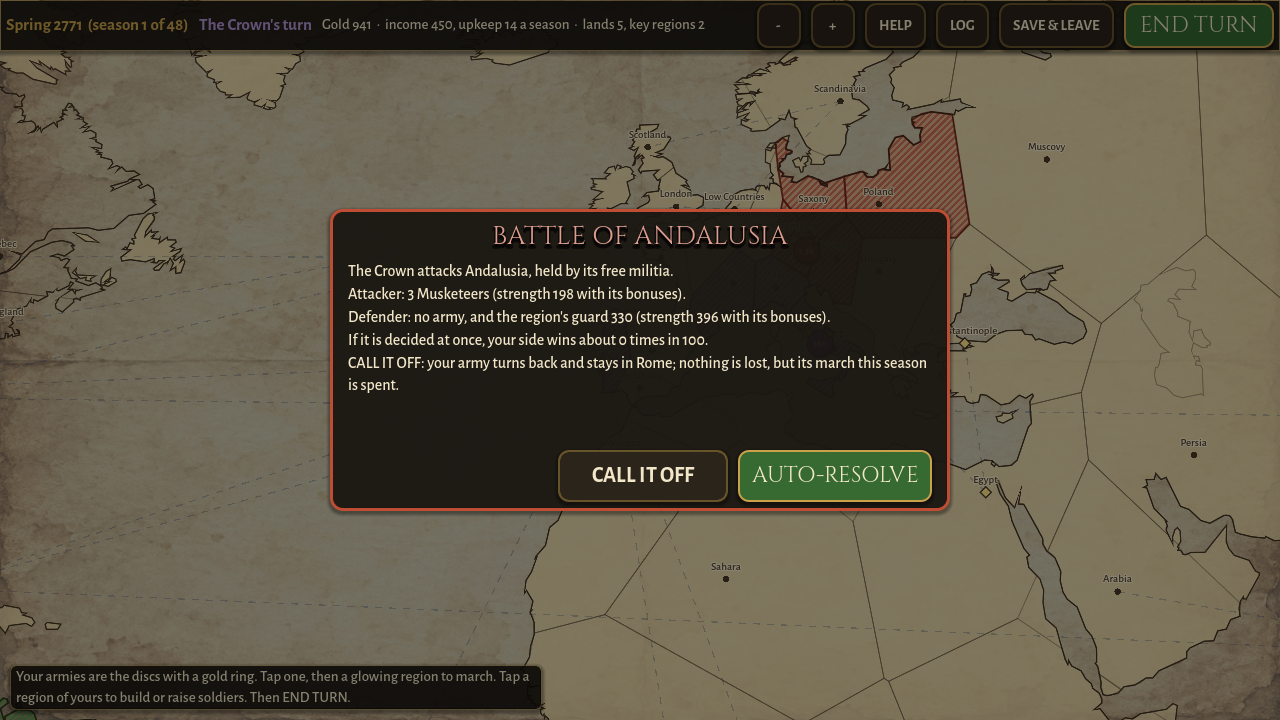 Spring 2771 (season 1 of 48) The Crown's turn Gold 941 · income 450, upkeep 14 a season · lands 5, key regions 2
-
+
HELP
LOG
SAVE & LEAVE
END TURN
Scandinavia
Scotland
Muscovy
London
Low Countries
Saxony
Poland
BATTLE OF ANDALUSIA
The Crown attacks Andalusia, held by its free militia.
Attacker: 3 Musketeers (strength 198 with its bonuses).
Defender: no army, and the region's guard 330 (strength 396 with its bonuses).
If it is decided at once, your side wins about 0 times in 100.
CALL IT OFF: your army turns back and stays in Rome; nothing is lost, but its march this season
is spent.
CALL IT OFF
AUTO-RESOLVE
bec
gland
stantinople
Persia
Egypt
Sahara
Arabia
Your armies are the discs with a gold ring. Tap one, then a glowing region to march. Tap a
region of yours to build or raise soldiers. Then END TURN.